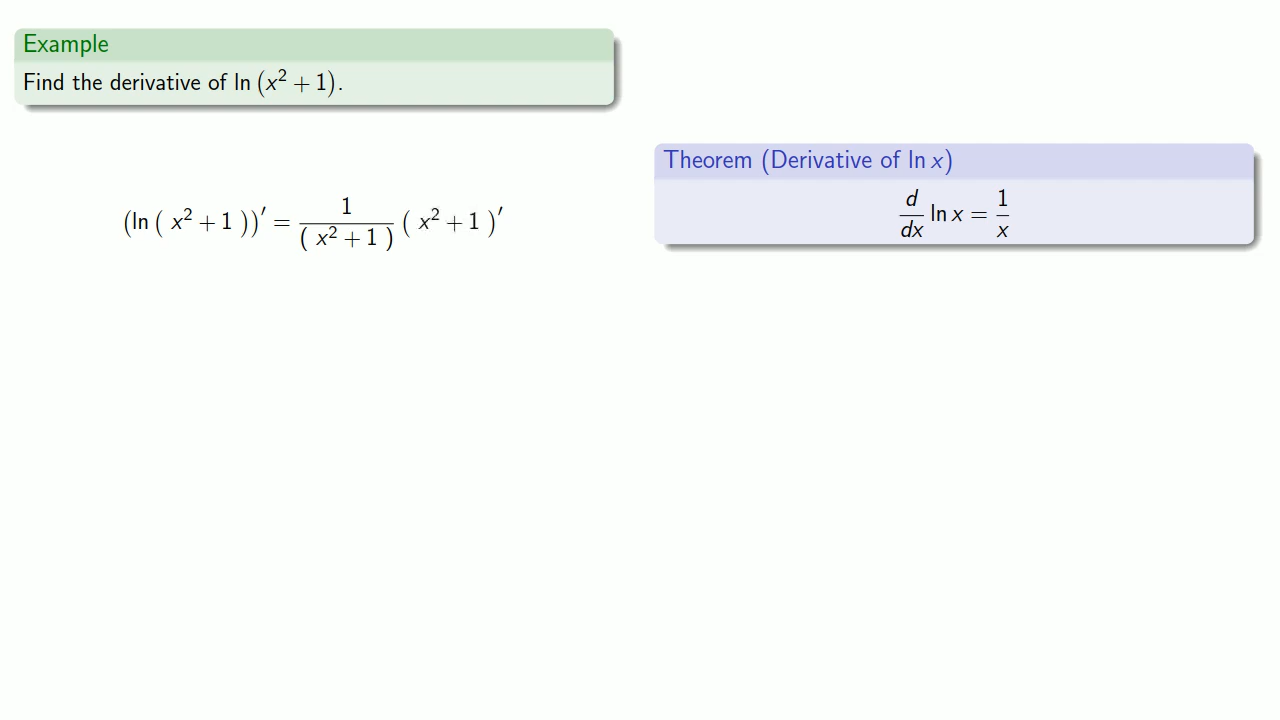 Example
Find the derivative of ln (x² + 1).
(ln ( x² + 1 ))′ = 1/( x² + 1 ) ( x² + 1 )′
Theorem (Derivative of ln x)
d/dx ln x = 1/x